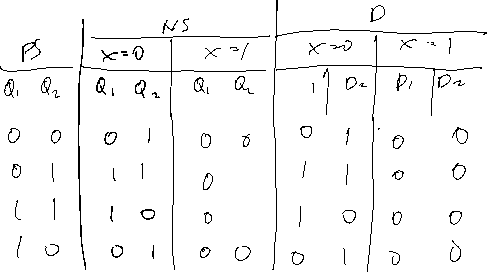 NS D
PS x=0 x=1 x=0 x=1
Q1 Q2 Q1 Q2 Q1 Q2 1 D2 D1 D2
0 0 0 1 0 0 0 1 0 0
0 1 1 1 0 1 1 0 0
1 1 1 0 0 1 0 0 0
1 0 0 1 0 0 0 1 0 0